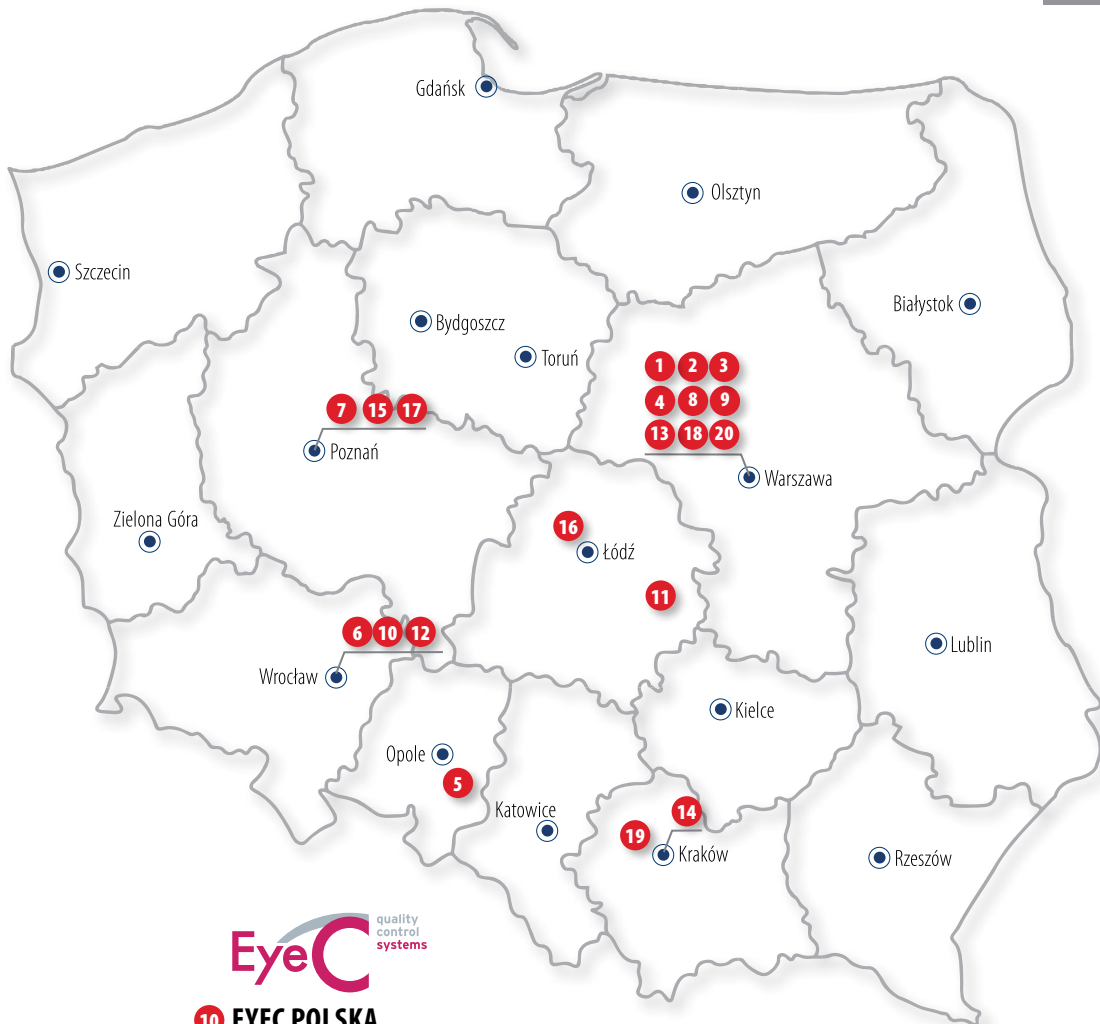 Gdańsk
Olsztyn
Szczecin
Białystok
Bydgoszcz
Toruń
1 2 3
4 8 9
13 18 20
7 15 17
Poznań
Warszawa
Zielona Góra
16
Łódź
11
6 10 12
Wrocław
Lublin
Kielce
Opole
5
Katowice
14
19
Kraków
Rzeszów
EyeC
quality
control
systems
10 EYEC POLSKA